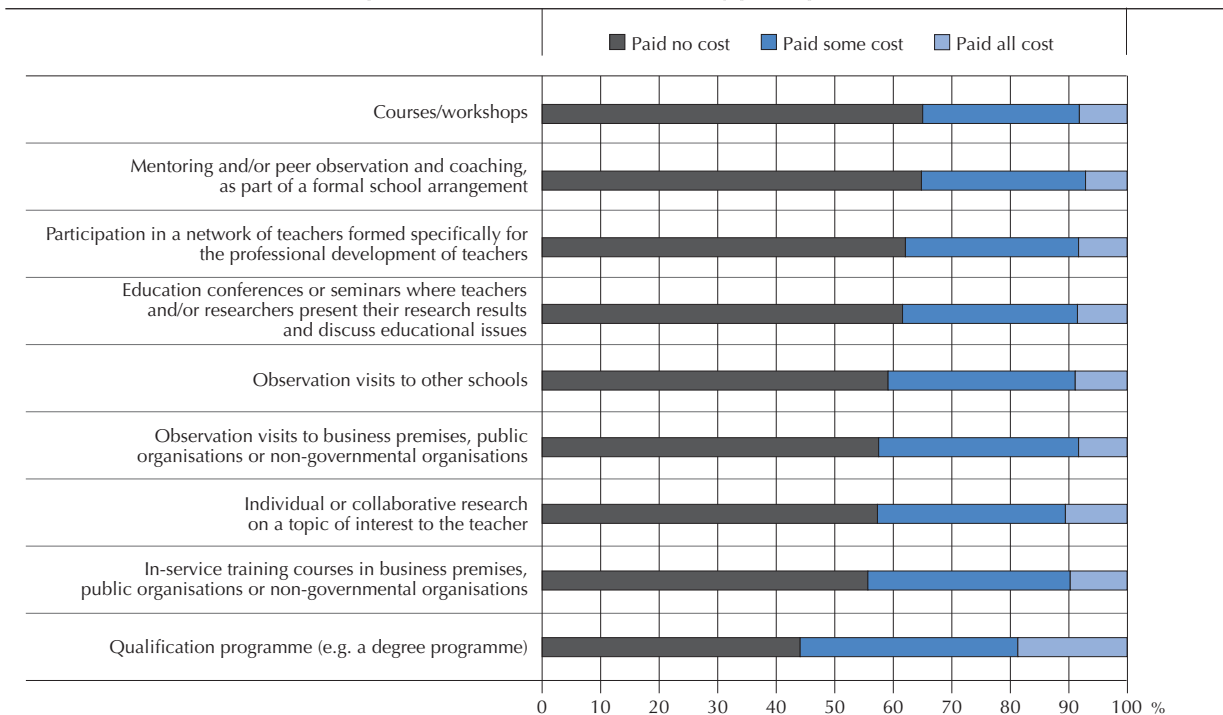 Paid no cost Paid some cost Paid all cost
Courses/workshops
Mentoring and/or peer observation and coaching,
as part of a formal school arrangement
Participation in a network of teachers formed specifically for
the professional development of teachers
Education conferences or seminars where teachers
and/or researchers present their research results
and discuss educational issues
Observation visits to other schools
Observation visits to business premises, public
organisations or non-governmental organisations
Individual or collaborative research
on a topic of interest to the teacher
In-service training courses in business premises,
public organisations or non-governmental organisations
Qualification programme (e.g. a degree programme)
0 10 20 30 40 50 60 70 80 90 100 %